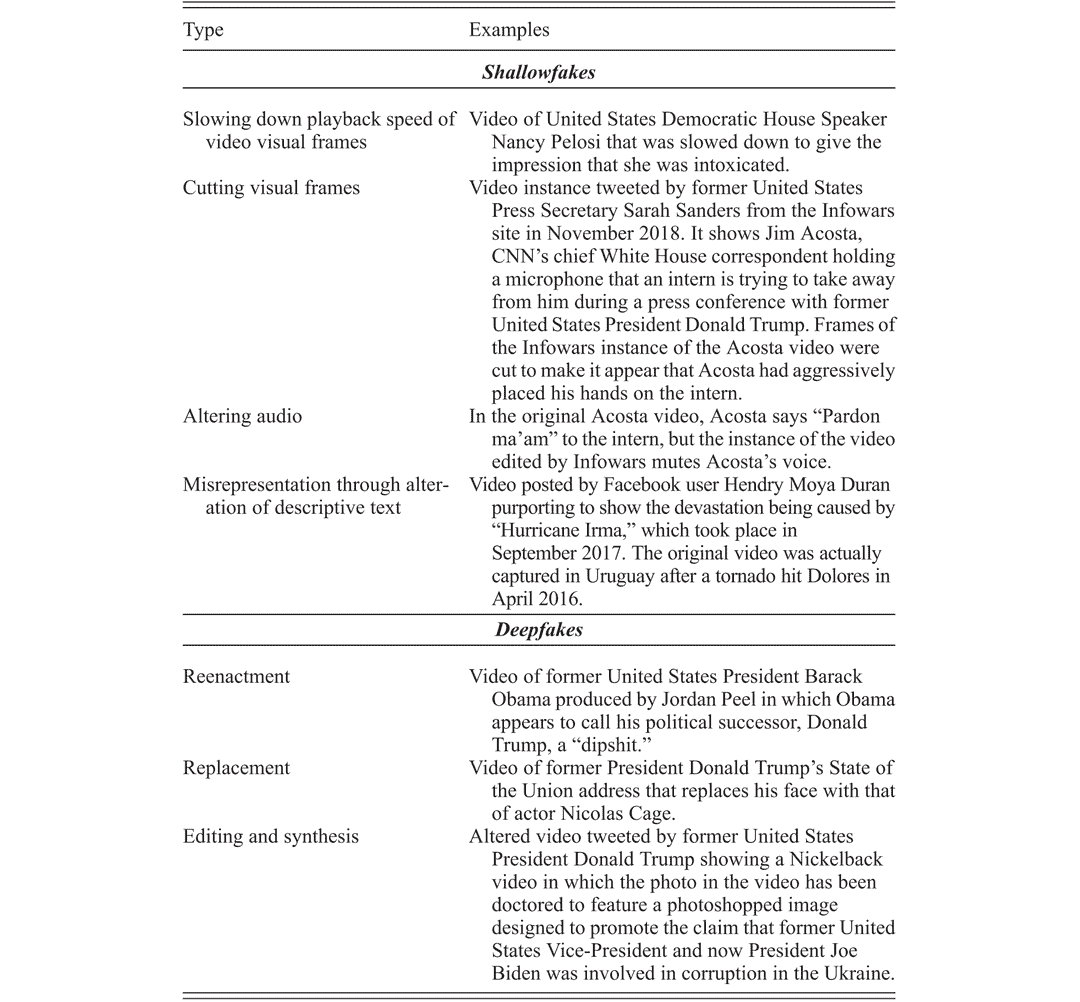 Type Examples
Shallowfakes
Slowing down playback speed of Video of United States Democratic House Speaker
video visual frames Nancy Pelosi that was slowed down to give the
impression that she was intoxicated.
Cutting visual frames Video instance tweeted by former United States
Press Secretary Sarah Sanders from the Infowars
site in November 2018. It shows Jim Acosta,
CNN’s chief White House correspondent holding
a microphone that an intern is trying to take away
from him during a press conference with former
United States President Donald Trump. Frames of
the Infowars instance of the Acosta video were
cut to make it appear that Acosta had aggressively
placed his hands on the intern.
Altering audio In the original Acosta video, Acosta says “Pardon
ma’am” to the intern, but the instance of the video
edited by Infowars mutes Acosta’s voice.
Misrepresentation through alter- Video posted by Facebook user Hendry Moya Duran
ation of descriptive text purporting to show the devastation being caused by
“Hurricane Irma,” which took place in
September 2017. The original video was actually
captured in Uruguay after a tornado hit Dolores in
April 2016.
Deepfakes
Reenactment Video of former United States President Barack
Obama produced by Jordan Peel in which Obama
appears to call his political successor, Donald
Trump, a “dipshit.”
Replacement Video of former President Donald Trump’s State of
the Union address that replaces his face with that
of actor Nicolas Cage.
Editing and synthesis Altered video tweeted by former United States
President Donald Trump showing a Nickelback
video in which the photo in the video has been
doctored to feature a photoshopped image
designed to promote the claim that former United
States Vice-President and now President Joe
Biden was involved in corruption in the Ukraine.